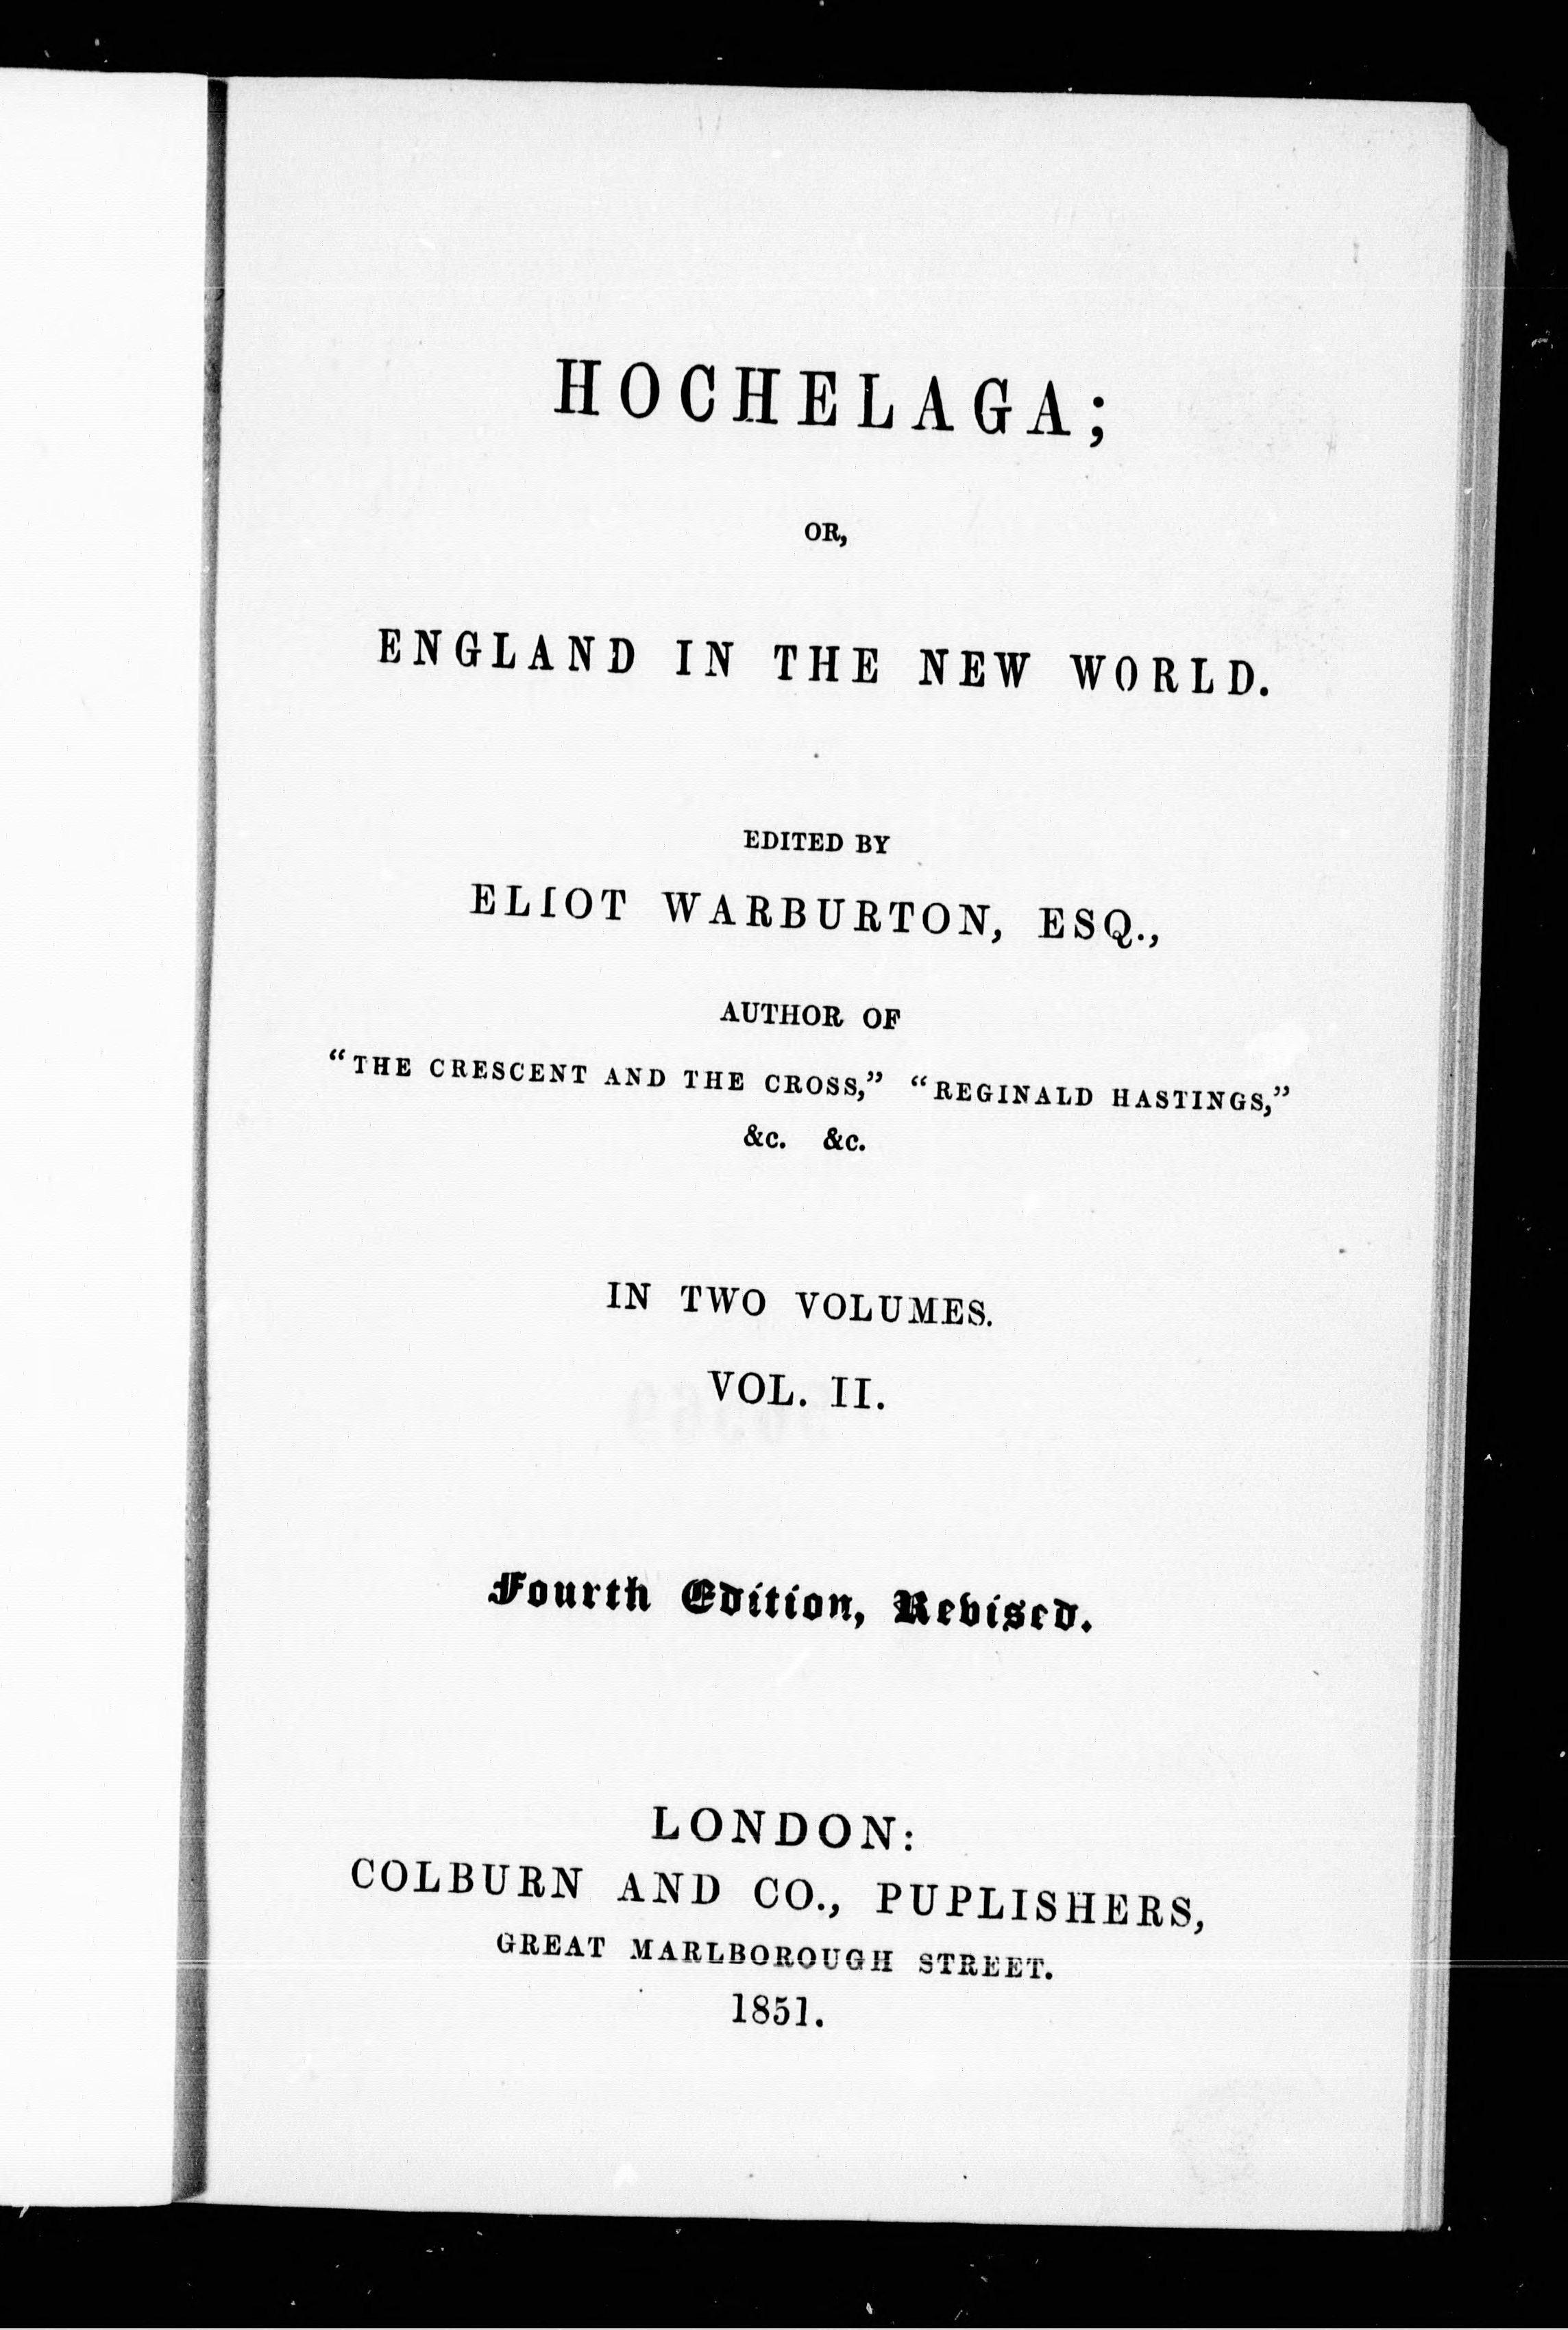 HOCHELAGA;
OR,
ENGLAND IN THE NEW WORLD.
EDITED BY
ELIOT WARBURTON, ESQ.,
AUTHOR OF
“THE CRESCENT AND THE CROSS,” “REGINALD HASTINGS,”
&c. &c.
IN TWO VOLUMES.
VOL. II.
Fourth Edition, Revised.
LONDON:
COLBURN AND CO., PUPLISHERS,
GREAT MARLBOROUGH STREET.
1851.